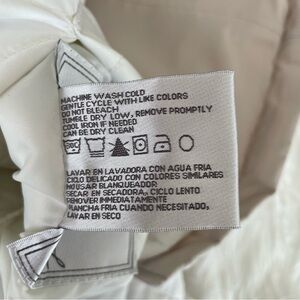 MACHINE WASH COLD
GENTLE CYCLE WITH LIKE COLORS
DO NOT BLEACH
TUMBLE DRY LOW, REMOVE PROMPTLY
COOL IRON IF NEEDED
CAN BE DRY CLEAN
LAVAR EN LAVADORA CON AGUA FRIA
CICLO DELICADO CON COLORES SIMILARES
NO USAR BLANQUEADOR
SECAR EN SECADORA, CICLO LENTO
REMOVER IMMEDIATAMENTE
PLANCHA FRIA CUANDO NECESITADO,
LAVAR EN SECO